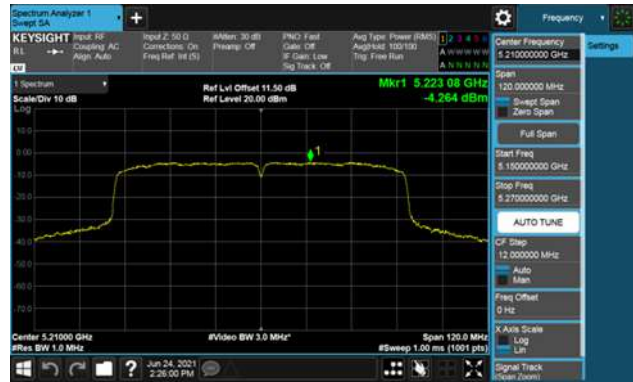 Spectrum Analyzer 1
Swept SA
+
Frequency
KEYSIGHT
RL
Input: RF
Coupling: AC
Align: Auto
Input Z: 50 Ω
Corrections: On
Freq Ref: Int (S)
#Atten: 30 dB
Preamp: Off
PNO: Fast
Gate: Off
IF Gain: Low
Sig Track: Off
Avg Type: Power (RMS)
Avg|Hold: 100/100
Trig: Free Run
1 2 3 4 5 6
A W W W W W
A N N N N N
LXI
1 Spectrum
Scale/Div 10 dB
Log
Ref Lvl Offset 11.50 dB
Ref Level 20.00 dBm
Mkr1 5.223 08 GHz
-4.264 dBm
10.0
0.00
-10.0
-20.0
-30.0
-40.0
-50.0
-60.0
-70.0
1
Center 5.21000 GHz
#Res BW 1.0 MHz
#Video BW 3.0 MHz*
Span 120.0 MHz
#Sweep 1.00 ms (1001 pts)
Center Frequency
5.210000000 GHz
Settings
Span
120.000000 MHz
Swept Span
Zero Span
Full Span
Start Freq
5.150000000 GHz
Stop Freq
5.270000000 GHz
AUTO TUNE
CF Step
12.000000 MHz
Auto
Man
Freq Offset
0 Hz
X Axis Scale
Log
Lin
Signal Track
(Span Zoom)
?
Jun 24, 2021
2:26:00 PM